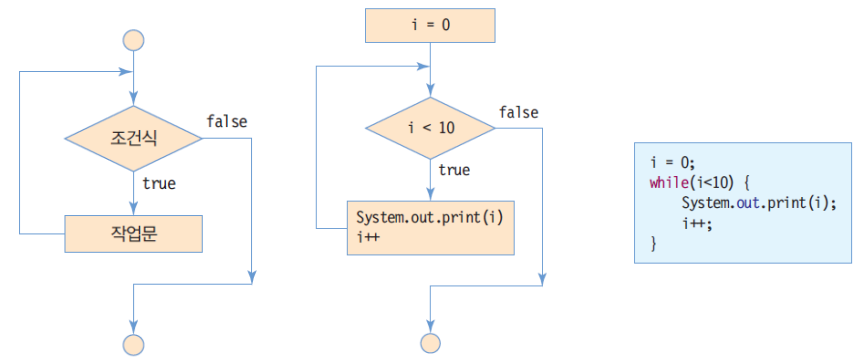 조건식
false
true
작업문
i = 0
i < 10
false
true
System.out.print(i)
i++
i = 0;
while(i<10) {
System.out.print(i);
i++;
}